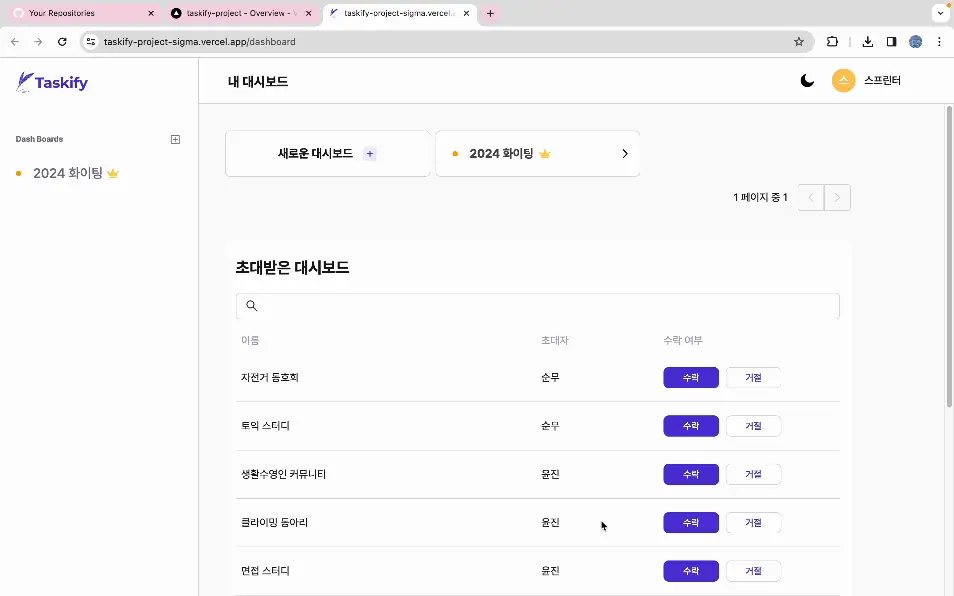 Your Repositories
taskify-project - Overview -
taskify-project-sigma.vercel.
taskify-project-sigma.vercel.app/dashboard
Taskify
내 대시보드
스
스프린터
Dash Boards
2024 화이팅
새로운 대시보드 +
2024 화이팅
1 페이지 중 1
초대받은 대시보드
이름 초대자 수락 여부
자전거 동호회 순무 수락 거절
토익 스터디 순무 수락 거절
생활수영인 커뮤니티 윤진 수락 거절
클라이밍 동아리 윤진 수락 거절
면접 스터디 윤진 수락 거절